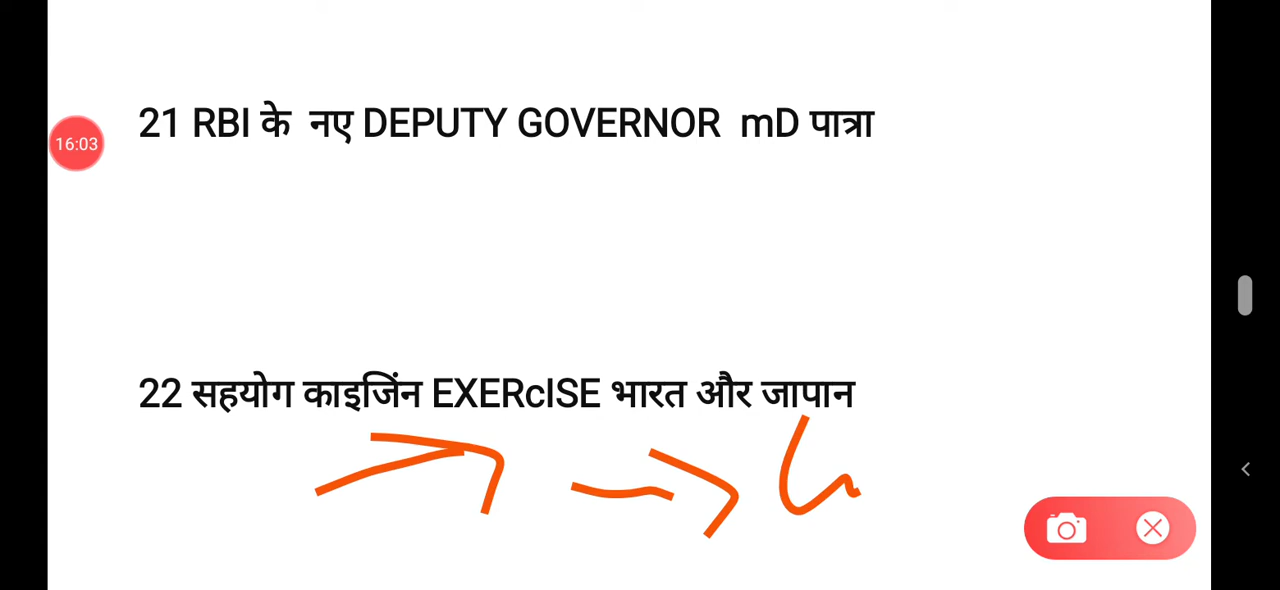 21 RBI के नए DEPUTY GOVERNOR mD पात्रा
16:03
22 सहयोग काइजिंन EXERcISE भारत और जापान